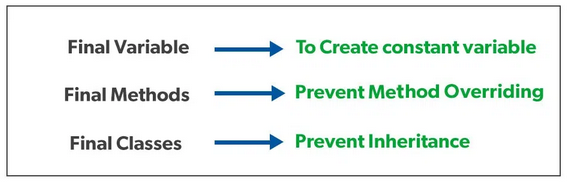 Final Variable To Create constant variable
Final Methods Prevent Method Overriding
Final Classes Prevent Inheritance